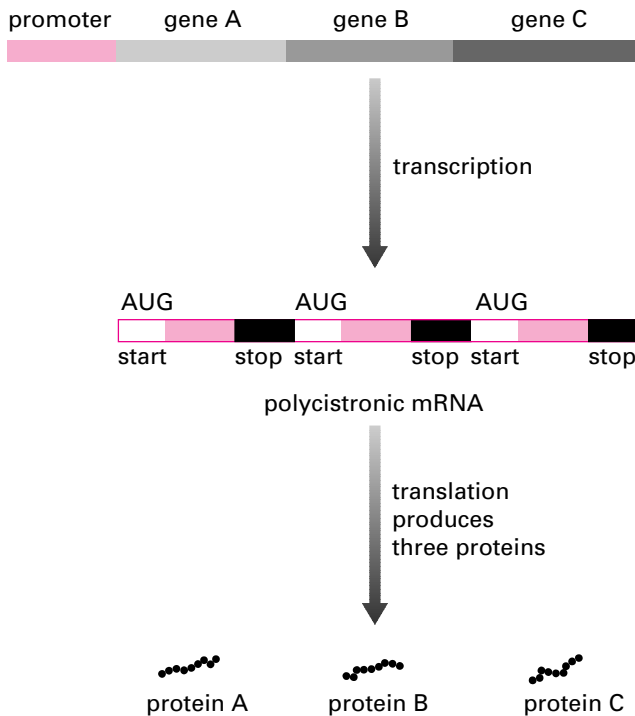 promoter gene A gene B gene C
transcription
AUG AUG AUG
start stop start stop start stop
polycistronic mRNA
translation
produces
three proteins
protein A protein B protein C